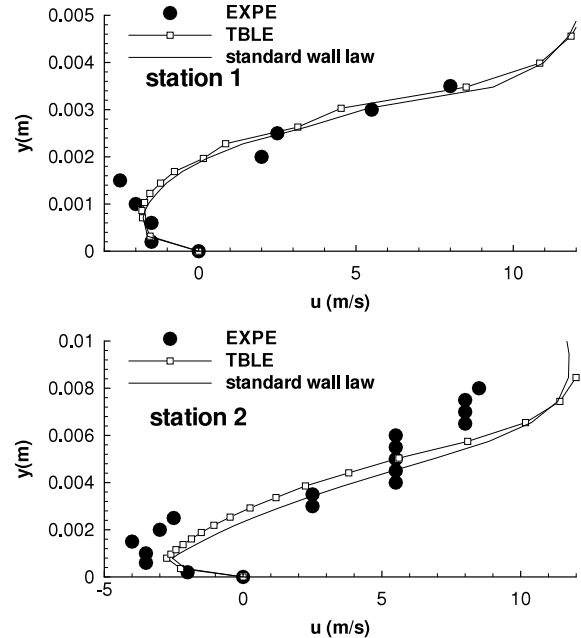 EXPE
TBLE
standard wall law
station 1
0.005
0.004
0.003
0.002
0.001
0
y(m)
0 5 10
u (m/s)
EXPE
TBLE
standard wall law
station 2
0.01
0.008
0.006
0.004
0.002
0
y(m)
-5 0 5 10
u (m/s)